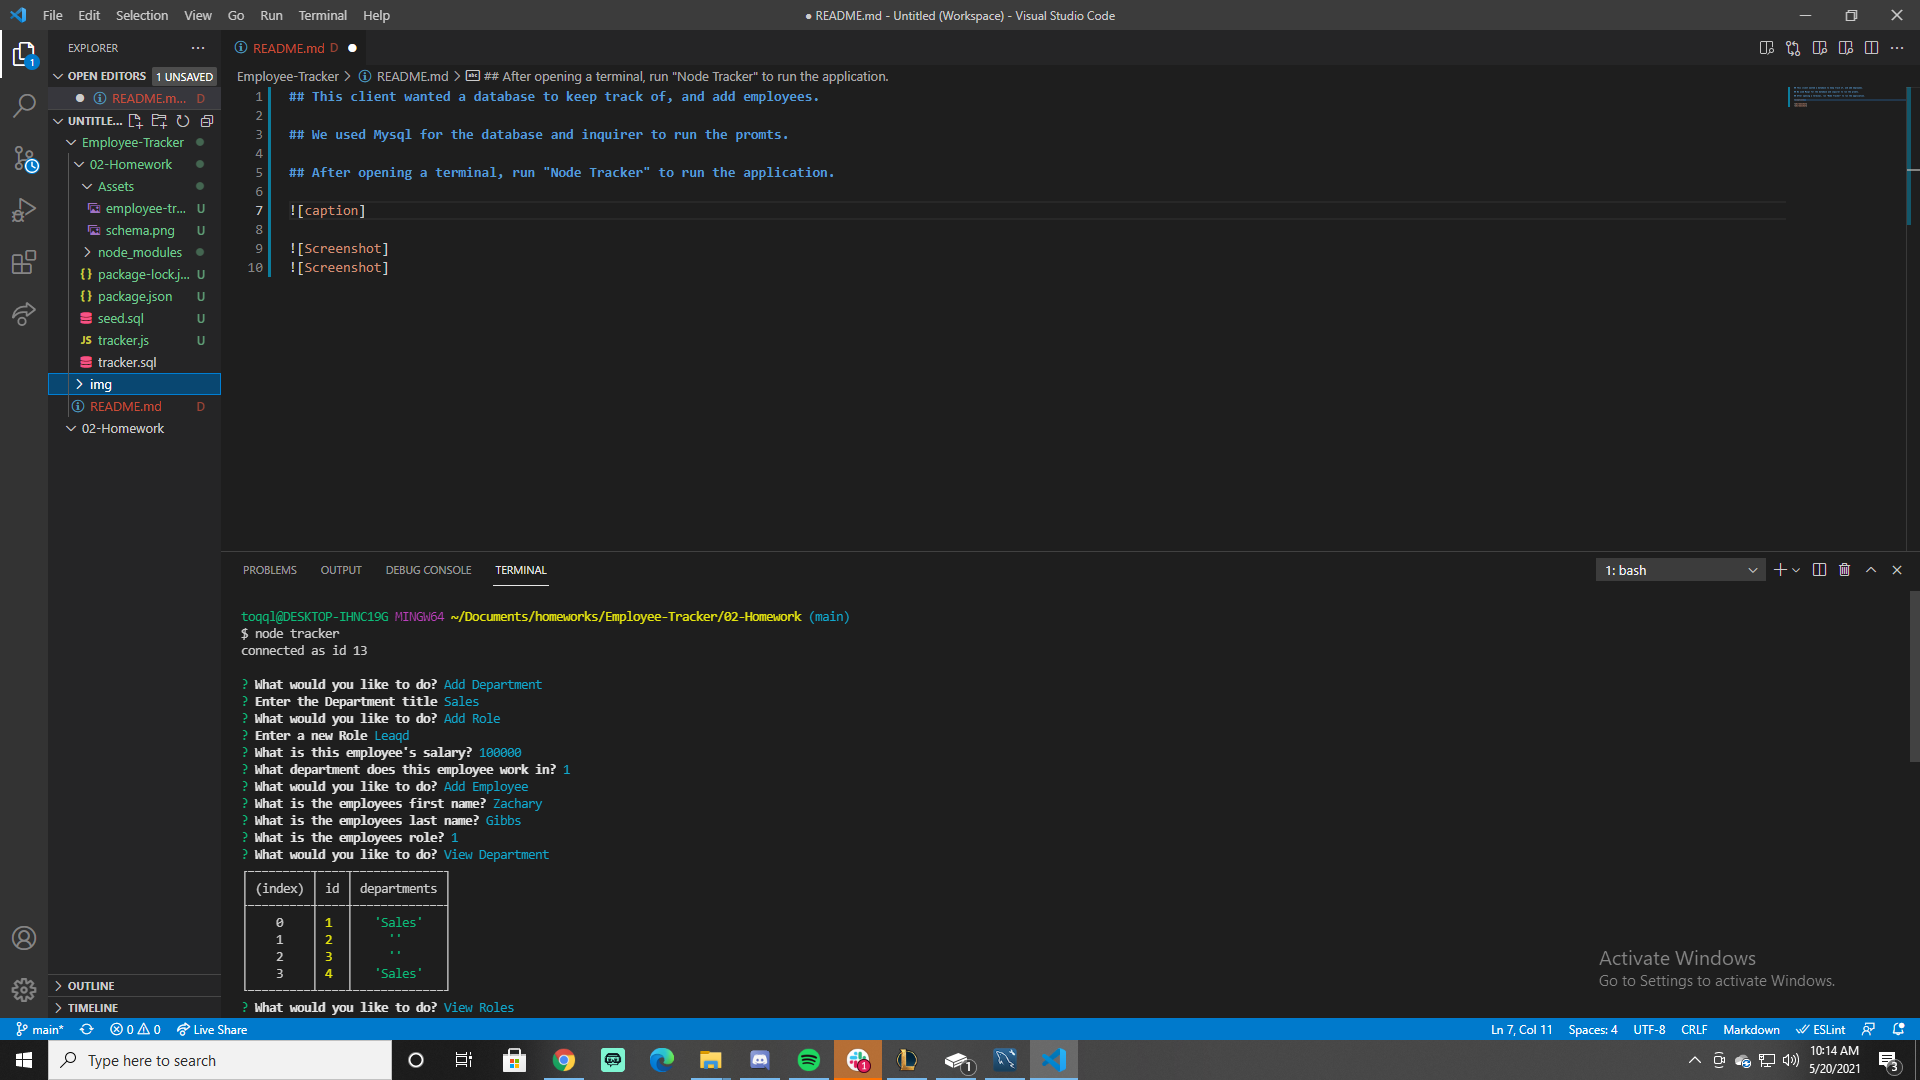 File Edit Selection View Go Run Terminal Help
● README.md - Untitled (Workspace) - Visual Studio Code
EXPLORER
OPEN EDITORS 1 UNSAVED
README.m... D
UNTITLE...
Employee-Tracker
02-Homework
Assets
employee-tr... U
schema.png U
node_modules
{} package-lock.j... U
{} package.json U
seed.sql U
JS tracker.js U
tracker.sql
img
README.md D
02-Homework
OUTLINE
TIMELINE
README.md D
Employee-Tracker > README.md > ## After opening a terminal, run "Node Tracker" to run the application.
1 ## This client wanted a database to keep track of, and add employees.
2
3 ## We used Mysql for the database and inquirer to run the promts.
4
5 ## After opening a terminal, run "Node Tracker" to run the application.
6
7 ![caption]
8
9 ![Screenshot]
10 ![Screenshot]
PROBLEMS OUTPUT DEBUG CONSOLE TERMINAL
1: bash
toqql@DESKTOP-IHNC19G MINGW64 ~/Documents/homeworks/Employee-Tracker/02-Homework (main)
$ node tracker
connected as id 13
? What would you like to do? Add Department
? Enter the Department title Sales
? What would you like to do? Add Role
? Enter a new Role Leaqd
? What is this employee's salary? 100000
? What department does this employee work in? 1
? What would you like to do? Add Employee
? What is the employees first name? Zachary
? What is the employees last name? Gibbs
? What is the employees role? 1
? What would you like to do? View Department
(index) id departments
0 1 'Sales'
1 2 ''
2 3 ''
3 4 'Sales'
? What would you like to do? View Roles
Activate Windows
Go to Settings to activate Windows.
main* 0 0 Live Share
Ln 7, Col 11 Spaces: 4 UTF-8 CRLF Markdown ESLint
Type here to search
10:14 AM
5/20/2021